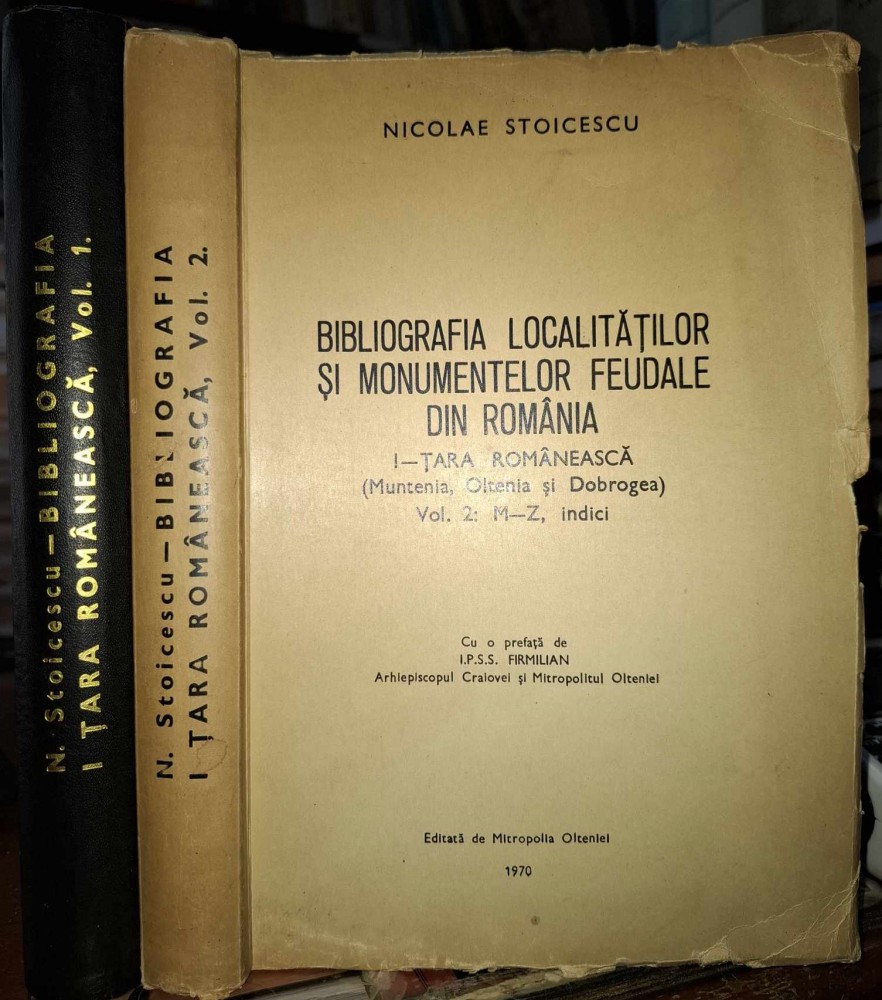 N. Stoicescu — BIBLIOGRAFIA
I ȚARA ROMÂNEASCĂ, Vol. 1.
N. Stoicescu — BIBLIOGRAFIA
I ȚARA ROMÂNEASCĂ, Vol. 2.
NICOLAE STOICESCU
BIBLIOGRAFIA LOCALITĂȚILOR
ȘI MONUMENTELOR FEUDALE
DIN ROMÂNIA
I—ȚARA ROMÂNEASCĂ
(Muntenia, Oltenia și Dobrogea)
Vol. 2: M—Z, indici
Cu o prefață de
I.P.S.S. FIRMILIAN
Arhiepiscopul Craiovei și Mitropolitul Olteniei
Editată de Mitropolia Olteniei
1970